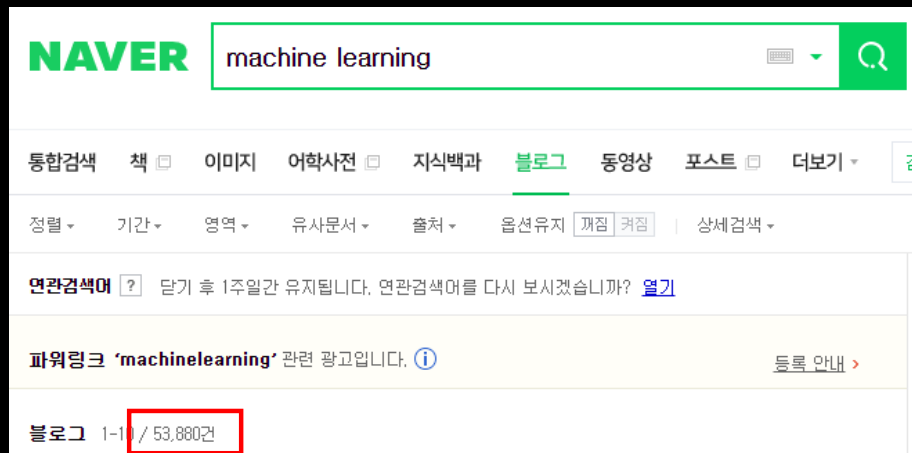 NAVER machine learning
통합검색 책 이미지 어학사전 지식백과 블로그 동영상 포스트 더보기
정렬 기간 영역 유사문서 출처 옵션유지 꺼짐 켜짐 상세검색
연관검색어 ? 닫기 후 1주일간 유지됩니다. 연관검색어를 다시 보시겠습니까? 열기
파워링크 ‘machinelearning’ 관련 광고입니다. i
등록 안내 >
블로그 1-10 / 53,880건